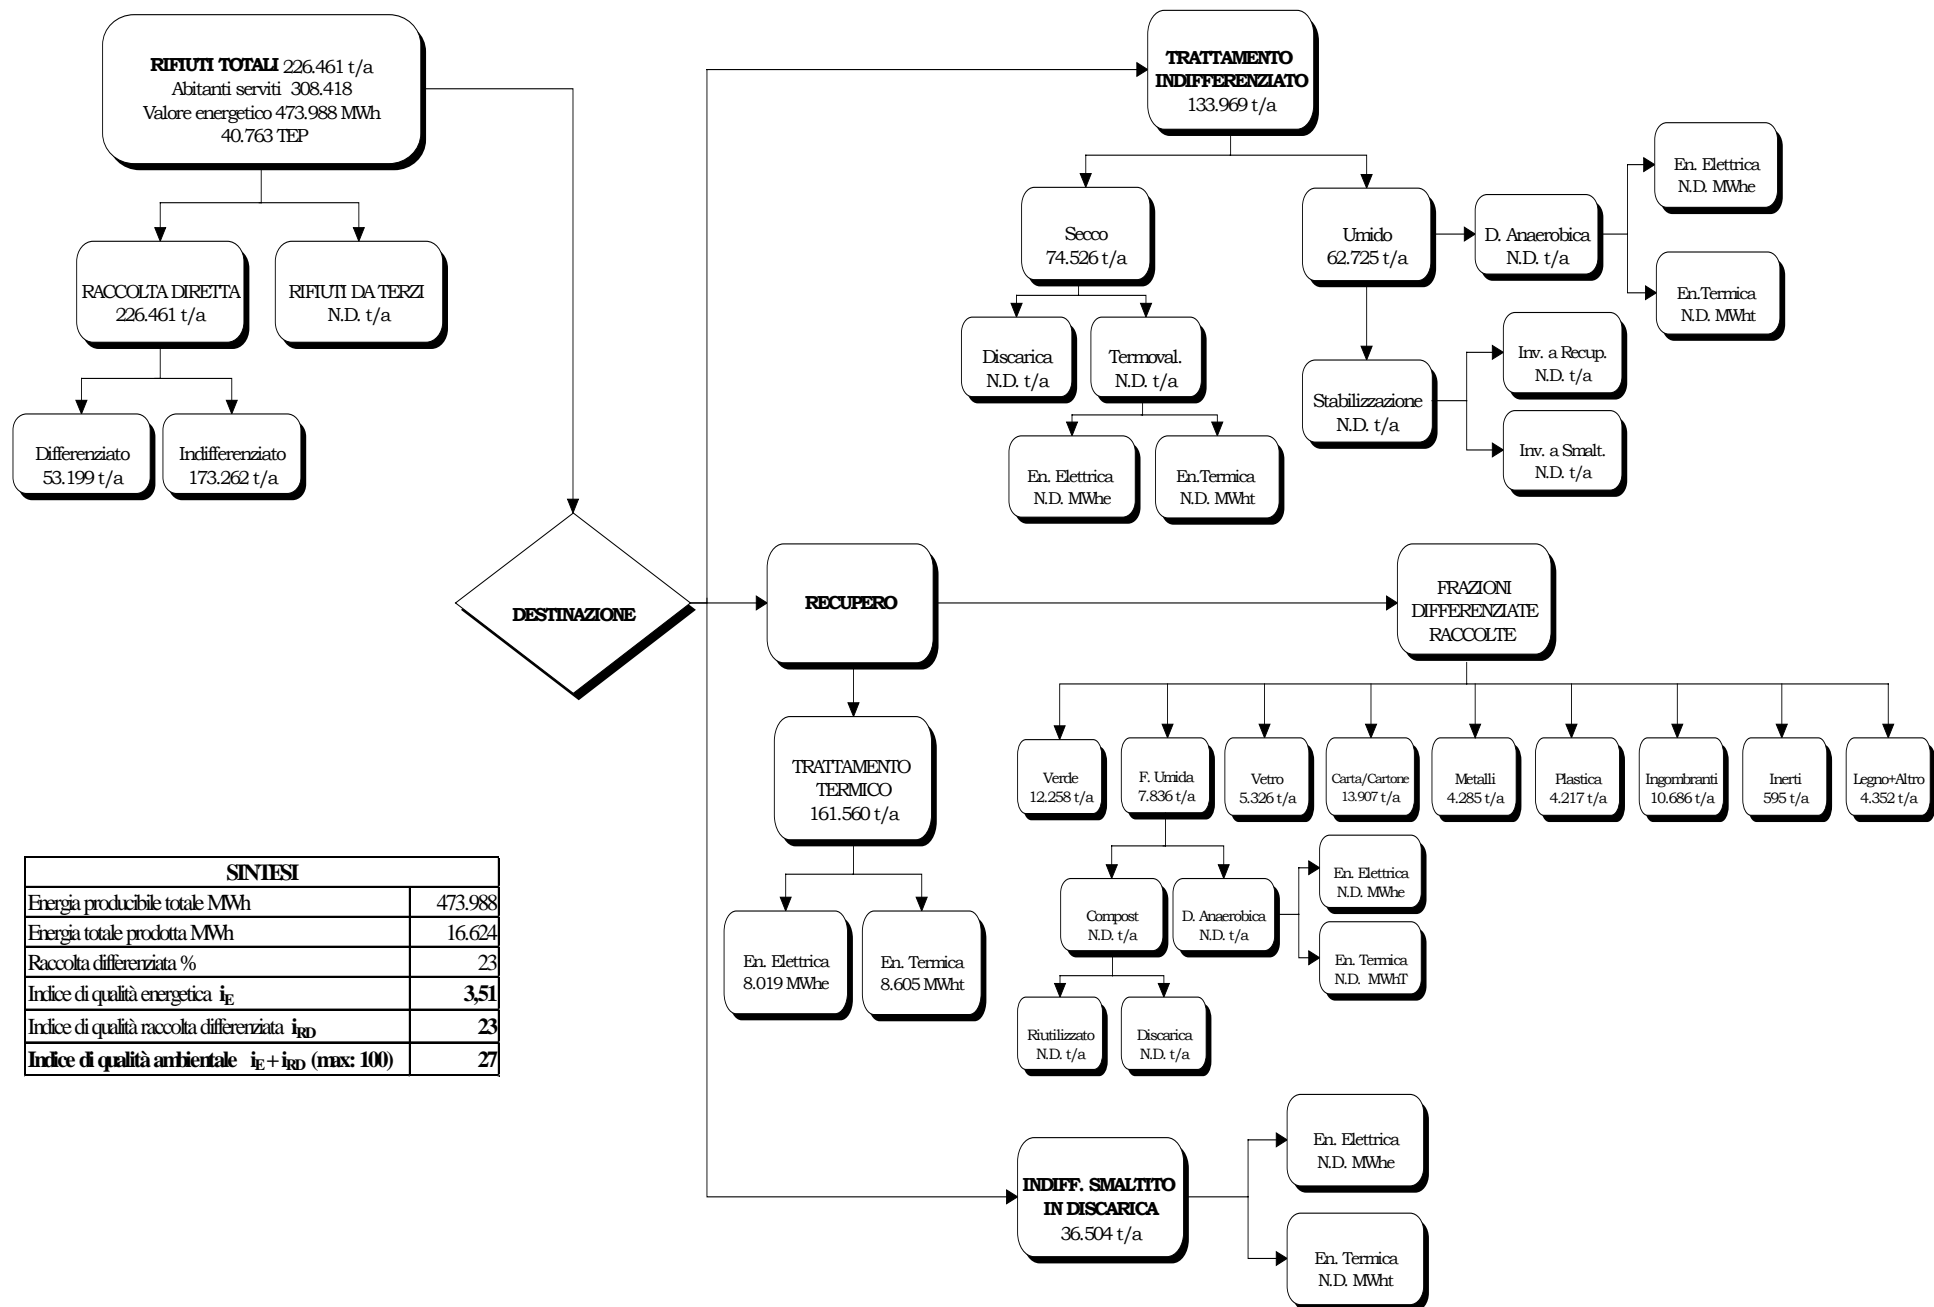 RIFIUTI TOTALI 226.461 t/a
Abitanti serviti 308.418
Valore energetico 473.988 MWh
40.763 TEP
RACCOLTA DIRETTA
226.461 t/a
RIFIUTI DA TERZI
N.D. t/a
Differenziato
53.199 t/a
Indifferenziato
173.262 t/a
DESTINAZIONE
TRATTAMENTO
INDIFFERENZIATO
133.969 t/a
Secco
74.526 t/a
Umido
62.725 t/a
D. Anaerobica
N.D. t/a
En. Elettrica
N.D. MWhe
En.Termica
N.D. MWht
Discarica
N.D. t/a
Termoval.
N.D. t/a
En. Elettrica
N.D. MWhe
En.Termica
N.D. MWht
Stabilizzazione
N.D. t/a
Inv. a Recup.
N.D. t/a
Inv. a Smalt.
N.D. t/a
RECUPERO
FRAZIONI
DIFFERENZIATE
RACCOLTE
TRATTAMENTO
TERMICO
161.560 t/a
En. Elettrica
8.019 MWhe
En. Termica
8.605 MWht
Verde
12.258 t/a
F. Umida
7.836 t/a
Vetro
5.326 t/a
Carta/Cartone
13.907 t/a
Metalli
4.285 t/a
Plastica
4.217 t/a
Ingombranti
10.686 t/a
Inerti
595 t/a
Legno+Altro
4.352 t/a
Compost
N.D. t/a
D. Anaerobica
N.D. t/a
En. Elettrica
N.D. MWhe
En. Termica
N.D. MWhT
Riutilizzato
N.D. t/a
Discarica
N.D. t/a
INDIFF. SMALTITO
IN DISCARICA
36.504 t/a
En. Elettrica
N.D. MWhe
En. Termica
N.D. MWht
SINTESI
Energia producibile totale MWh 473.988
Energia totale prodotta MWh 16.624
Raccolta differenziata % 23
Indice di qualità energetica iE 3,51
Indice di qualità raccolta differenziata iRD 23
Indice di qualità ambientale iE + iRD (max: 100) 27